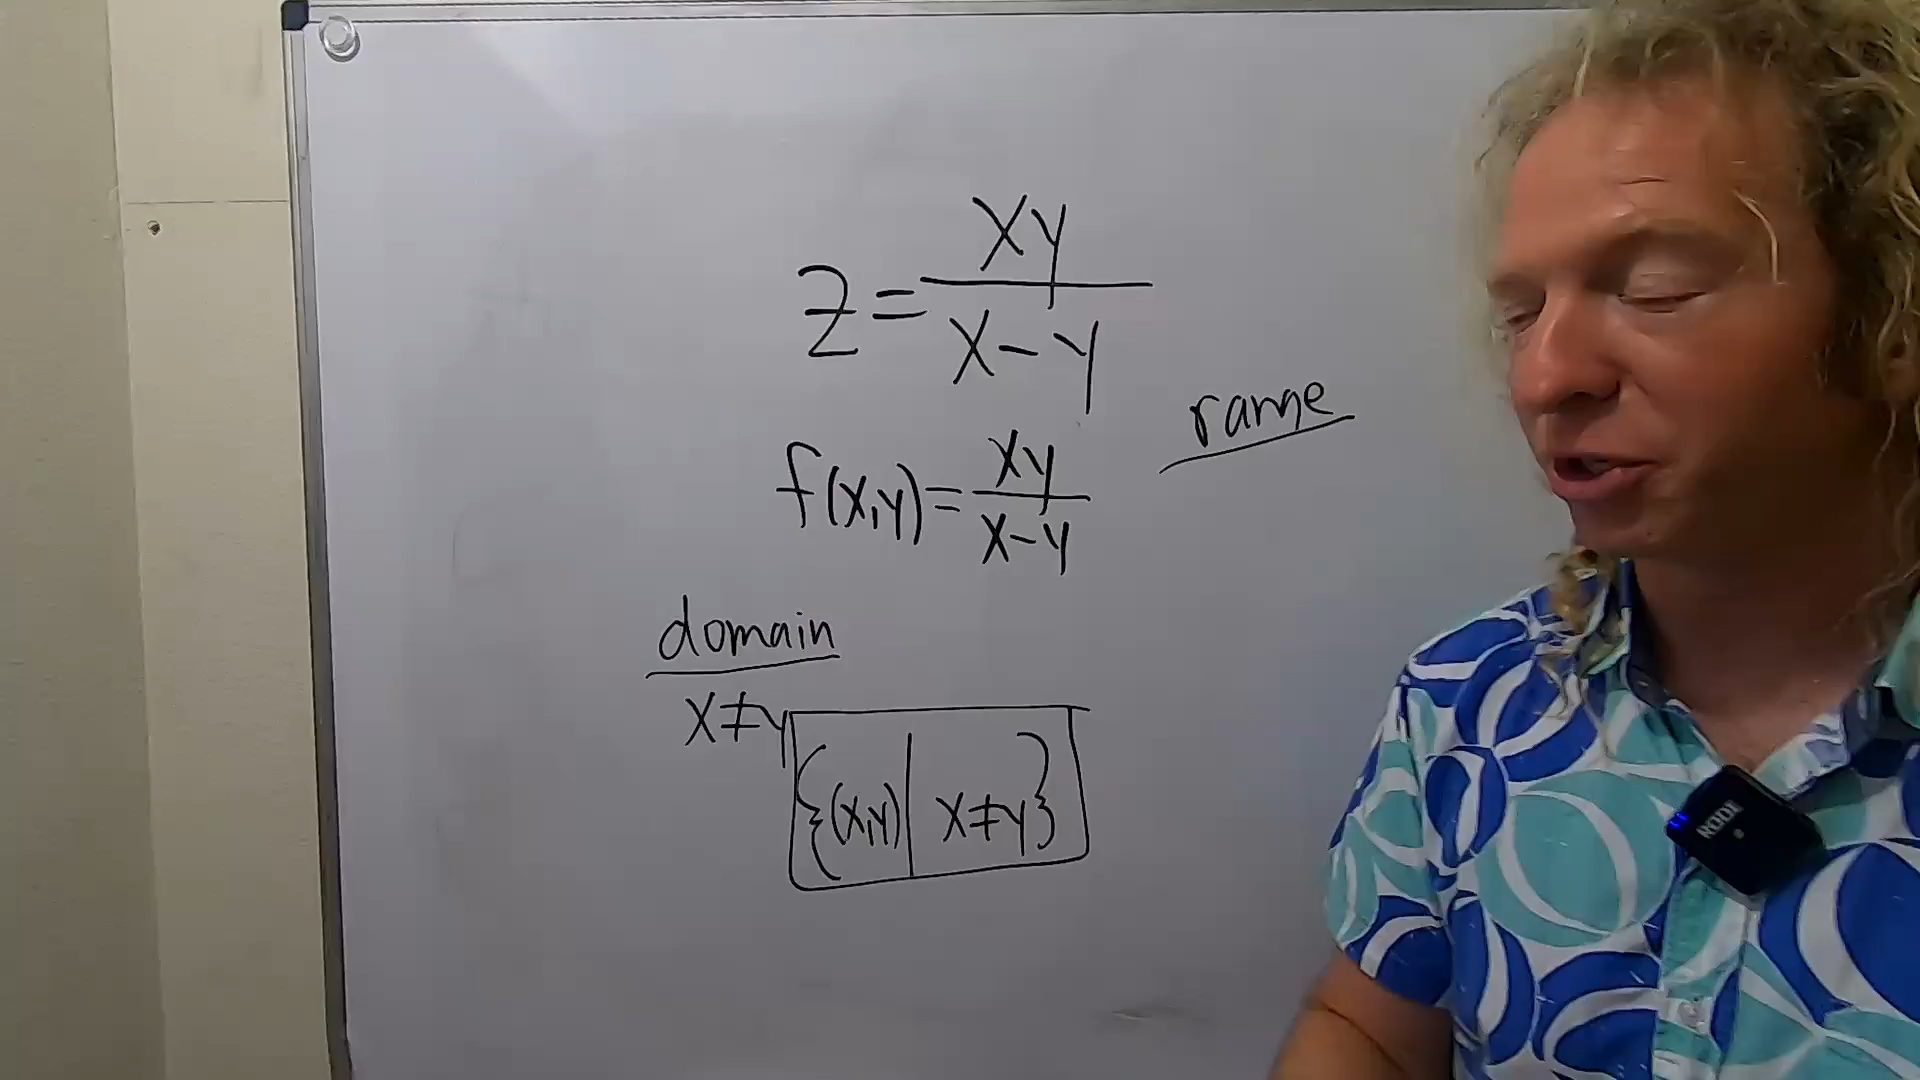 z = xy / x - y
range
f(x,y) = xy / x - y
domain
x ≠ y
{(x,y) | x ≠ y}
RODE